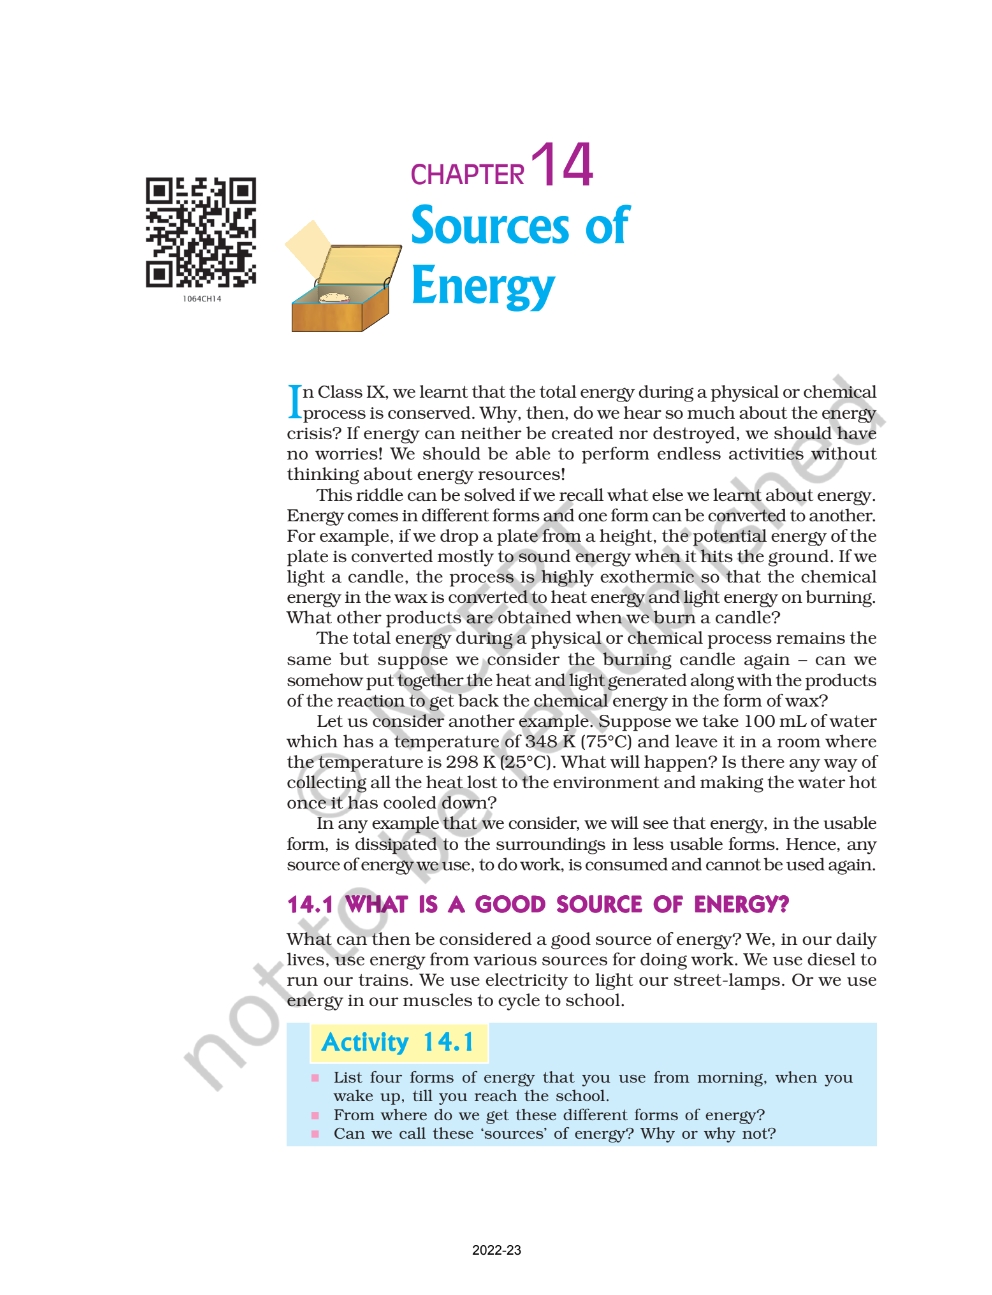 CHAPTER 14
Sources of
Energy
1064CH14
In Class IX, we learnt that the total energy during a physical or chemical
process is conserved. Why, then, do we hear so much about the energy
crisis? If energy can neither be created nor destroyed, we should have
no worries! We should be able to perform endless activities without
thinking about energy resources!
This riddle can be solved if we recall what else we learnt about energy.
Energy comes in different forms and one form can be converted to another.
For example, if we drop a plate from a height, the potential energy of the
plate is converted mostly to sound energy when it hits the ground. If we
light a candle, the process is highly exothermic so that the chemical
energy in the wax is converted to heat energy and light energy on burning.
What other products are obtained when we burn a candle?
The total energy during a physical or chemical process remains the
same but suppose we consider the burning candle again – can we
somehow put together the heat and light generated along with the products
of the reaction to get back the chemical energy in the form of wax?
Let us consider another example. Suppose we take 100 mL of water
which has a temperature of 348 K (75°C) and leave it in a room where
the temperature is 298 K (25°C). What will happen? Is there any way of
collecting all the heat lost to the environment and making the water hot
once it has cooled down?
In any example that we consider, we will see that energy, in the usable
form, is dissipated to the surroundings in less usable forms. Hence, any
source of energy we use, to do work, is consumed and cannot be used again.
14.1 WHAT IS A GOOD SOURCE OF ENERGY?
What can then be considered a good source of energy? We, in our daily
lives, use energy from various sources for doing work. We use diesel to
run our trains. We use electricity to light our street-lamps. Or we use
energy in our muscles to cycle to school.
Activity 14.1
List four forms of energy that you use from morning, when you
wake up, till you reach the school.
From where do we get these different forms of energy?
Can we call these ‘sources’ of energy? Why or why not?
© NCERT
not to be republished
2022-23